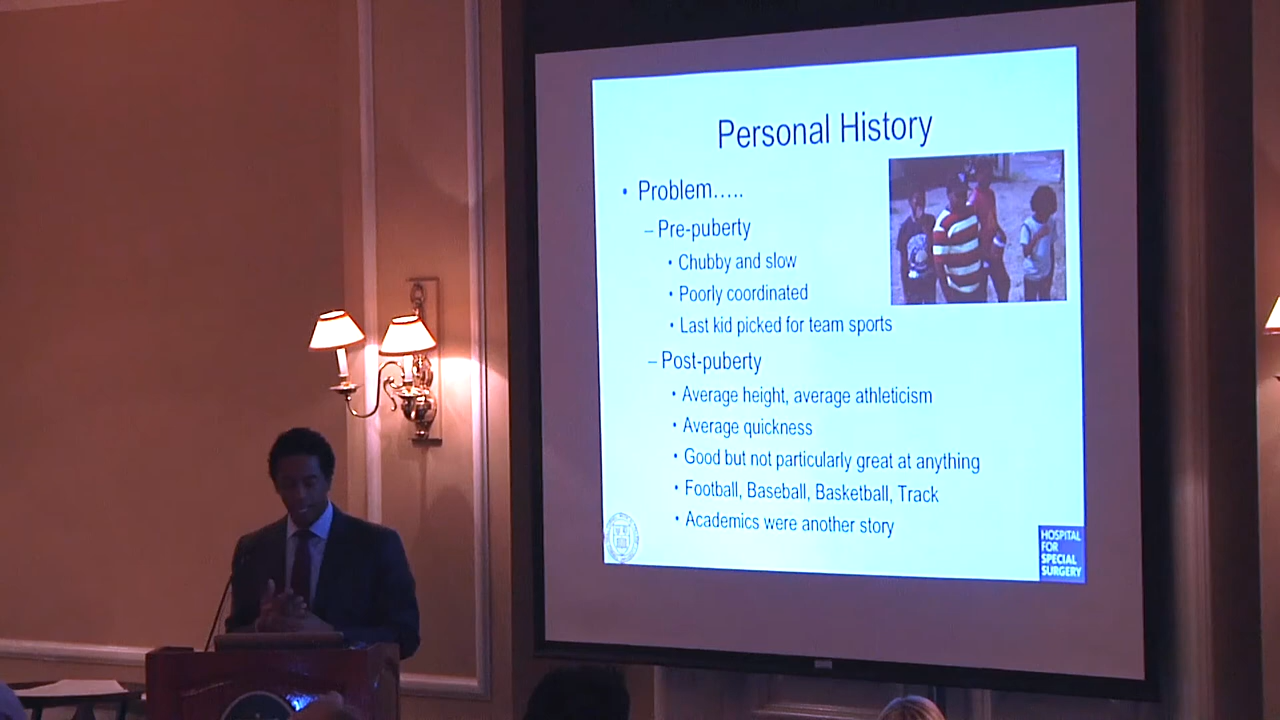 Personal History
• Problem.....
– Pre-puberty
• Chubby and slow
• Poorly coordinated
• Last kid picked for team sports
– Post-puberty
• Average height, average athleticism
• Average quickness
• Good but not particularly great at anything
• Football, Baseball, Basketball, Track
• Academics were another story
HOSPITAL
FOR
SPECIAL
SURGERY